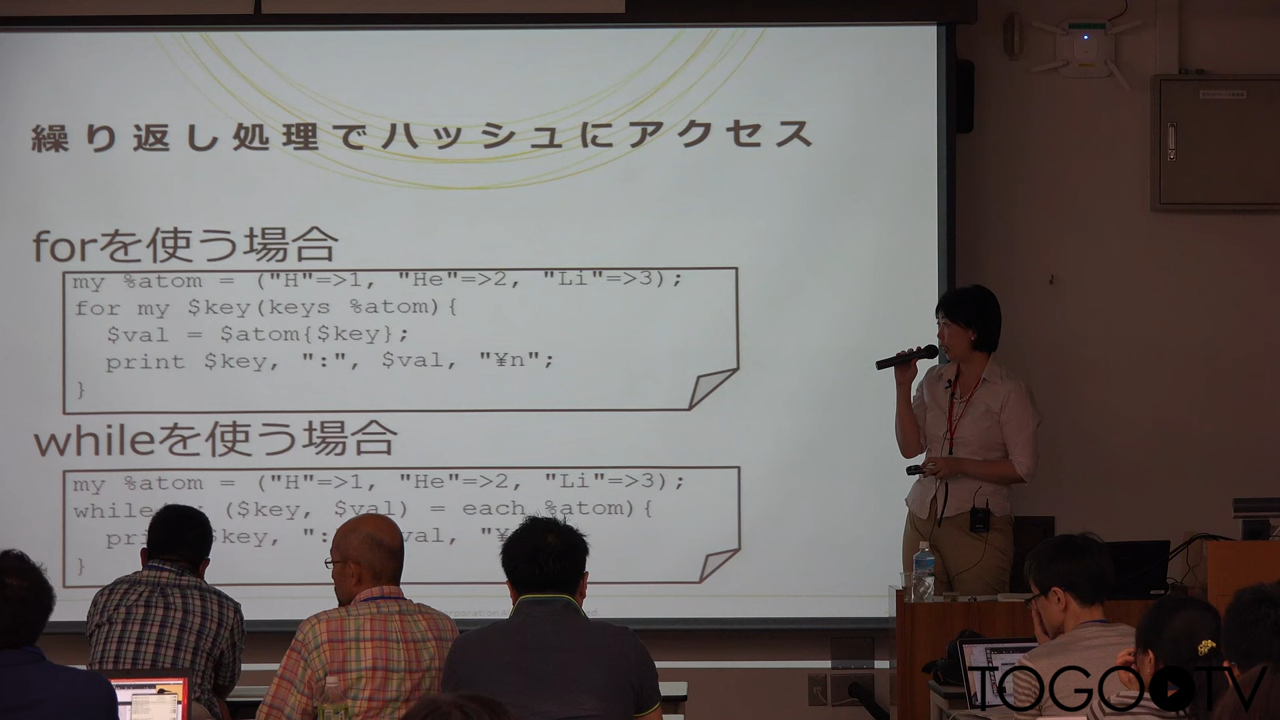 繰り返し処理でハッシュにアクセス
forを使う場合
my %atom = ("H"=>1, "He"=>2, "Li"=>3);
for my $key(keys %atom){
$val = $atom{$key};
print $key, ":", $val, "¥n";
}
whileを使う場合
my %atom = ("H"=>1, "He"=>2, "Li"=>3);
while ($key, $val) = each %atom){
key, ": val, "¥
}
TOGOTV